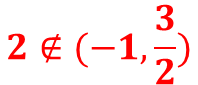 2 ∉ (−1, 3/2)